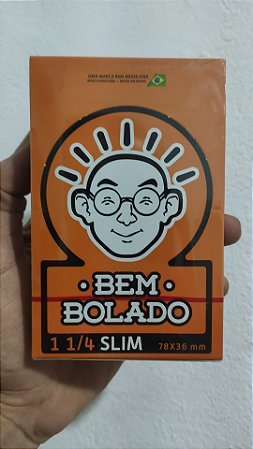 UMA MARCA BEM BRASILEIRA
· BEM
BOLADO ·
1 1/4 SLIM
78X36 mm